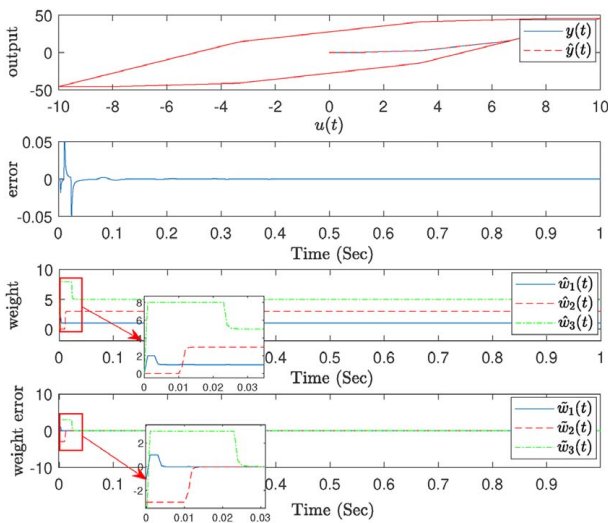 50
0
-50
output
-10 -8 -6 -4 -2 0 2 4 6 8 10
u(t)
y(t)
ŷ(t)
0.05
0
-0.05
error
0 0.1 0.2 0.3 0.4 0.5 0.6 0.7 0.8 0.9 1
Time (Sec)
10
5
0
weight
0 0.1 0.5 0.6 0.7 0.8 0.9 1
Time (Sec)
ŵ₁(t)
ŵ₂(t)
ŵ₃(t)
8
6
4
2
0
0 0.01 0.02 0.03
10
0
-10
weight error
0 0.1 0.4 0.5 0.6 0.7 0.8 0.9 1
Time (Sec)
w̃₁(t)
w̃₂(t)
w̃₃(t)
2
0
-2
0 0.01 0.02 0.03